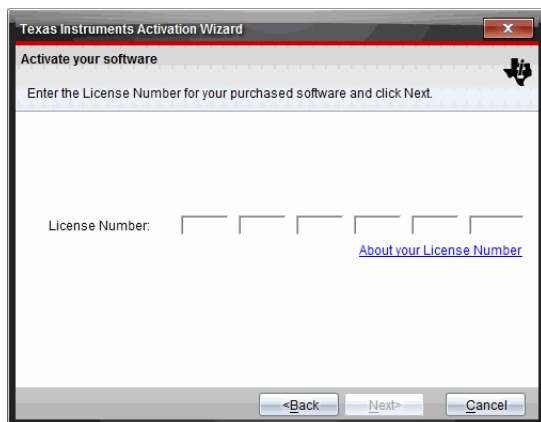 Texas Instruments Activation Wizard
x
Activate your software
Enter the License Number for your purchased software and click Next.
License Number:
About your License Number
<Back Next> Cancel